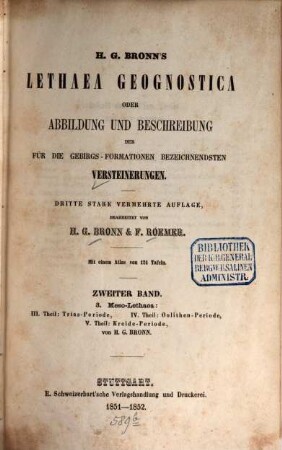 H. G. BRONN'S
LETHAEA GEOGNOSTICA
ODER
ABBILDUNG UND BESCHREIBUNG
DER
FÜR DIE GEBIRGS-FORMATIONEN BEZEICHNENDSTEN
VERSTEINERUNGEN.
DRITTE STARK VERMEHRTE AUFLAGE,
BEARBEITET VON
H. G. BRONN & F. ROEMER.
BIBLIOTHEK
DER K.B. GENERAL
BERGW. U. SALINEN
ADMINISTR.
Mit einem Atlas von 124 Tafeln.
ZWEITER BAND.
3. Meso-Lethaea:
III. Theil: Trias-Periode, IV. Theil: Oolithen-Periode,
V. Theil: Kreide-Periode,
von H. G. BRONN.
STUTTGART.
E. Schweizerbart'sche Verlagshandlung und Druckerei.
1851—1852.